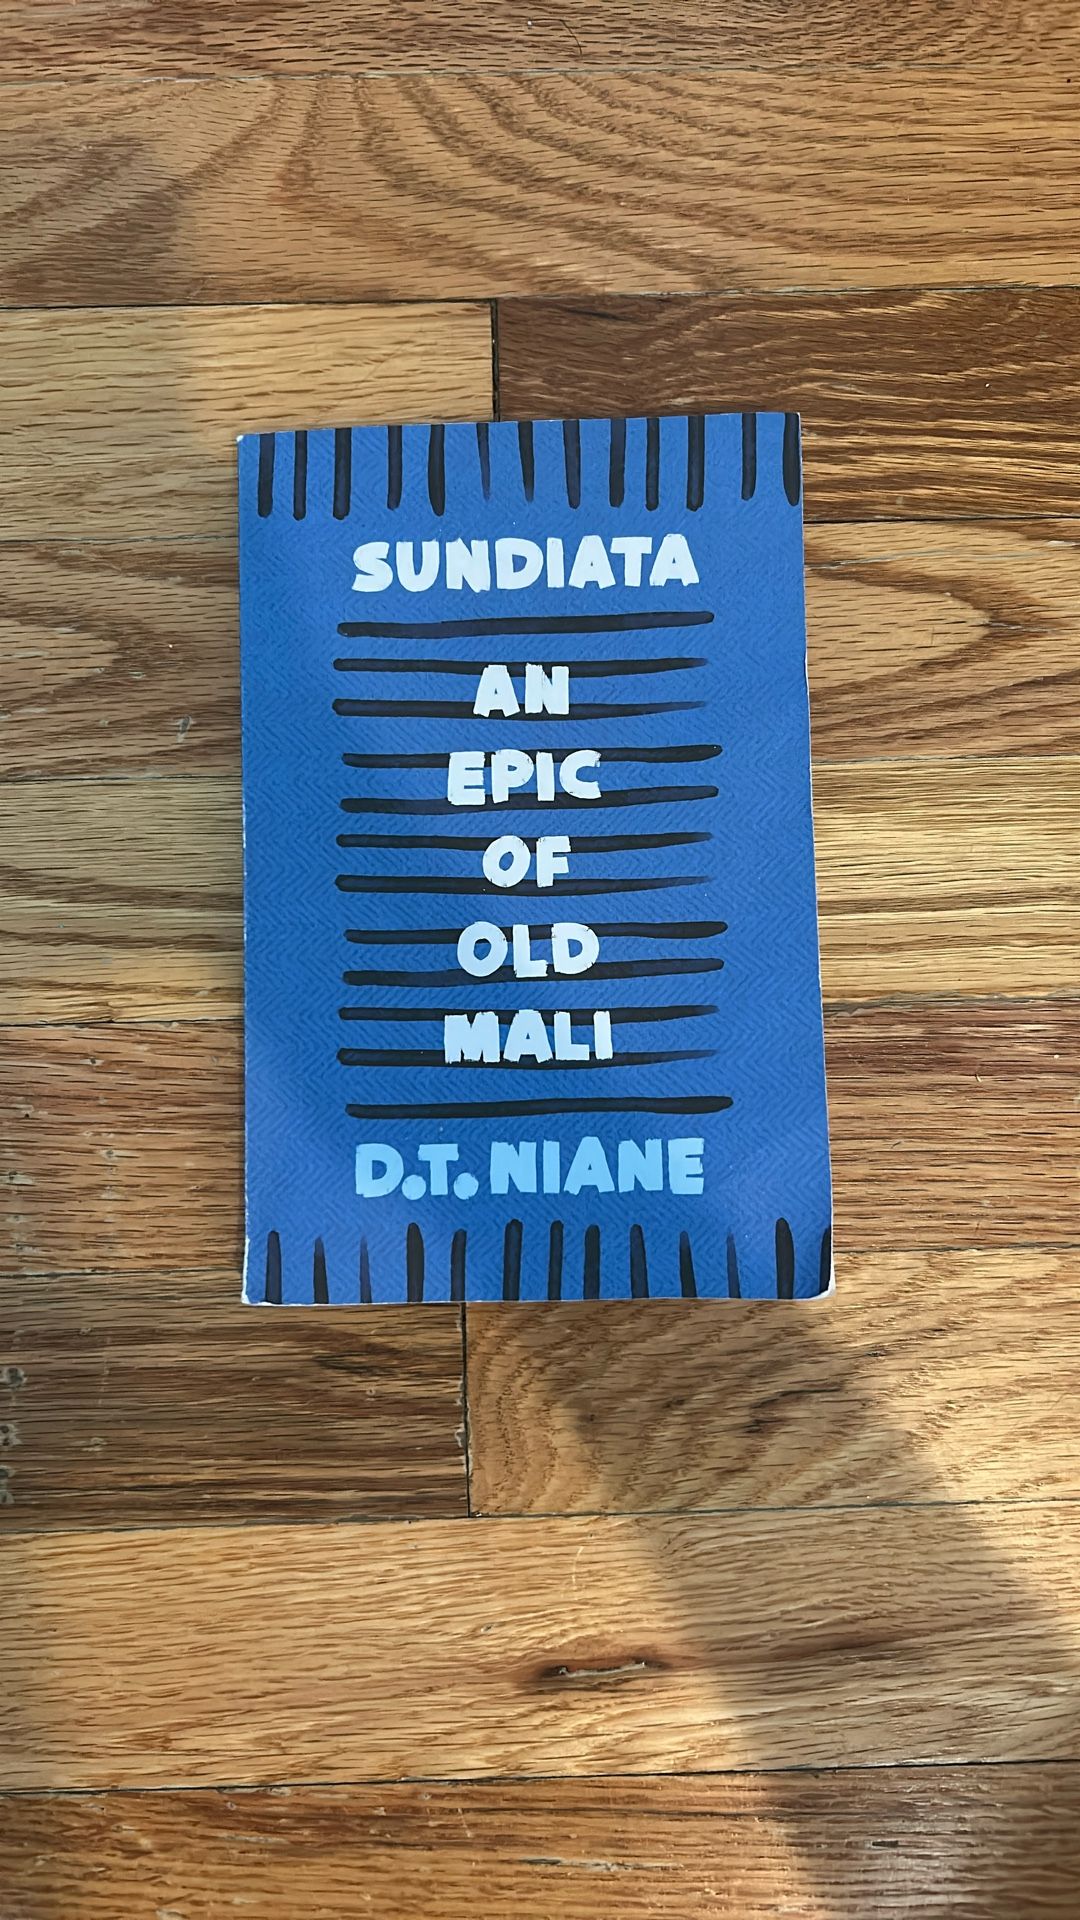 SUNDIATA
AN
EPIC
OF
OLD
MALI
D.T. NIANE